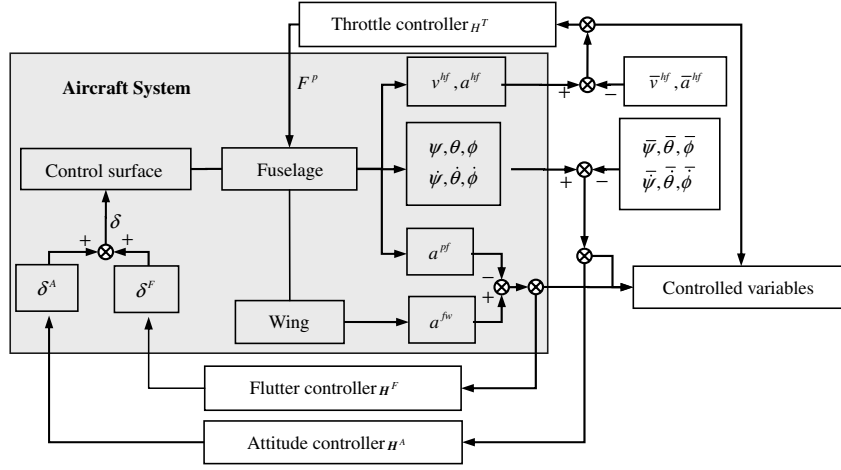 Throttle controller H^T
Aircraft System
F^p
v^{hf}, a^{hf}
+
−
v̄^{hf}, ā^{hf}
Control surface
Fuselage
ψ, θ, ϕ
ψ̇, θ̇, ϕ̇
+
−
ψ̄, θ̄, ϕ̄
ψ̄̇, θ̄̇, ϕ̄̇
δ
+
+
δ^A
δ^F
a^{pf}
−
+
Controlled variables
Wing
a^{fw}
Flutter controller H^F
Attitude controller H^A